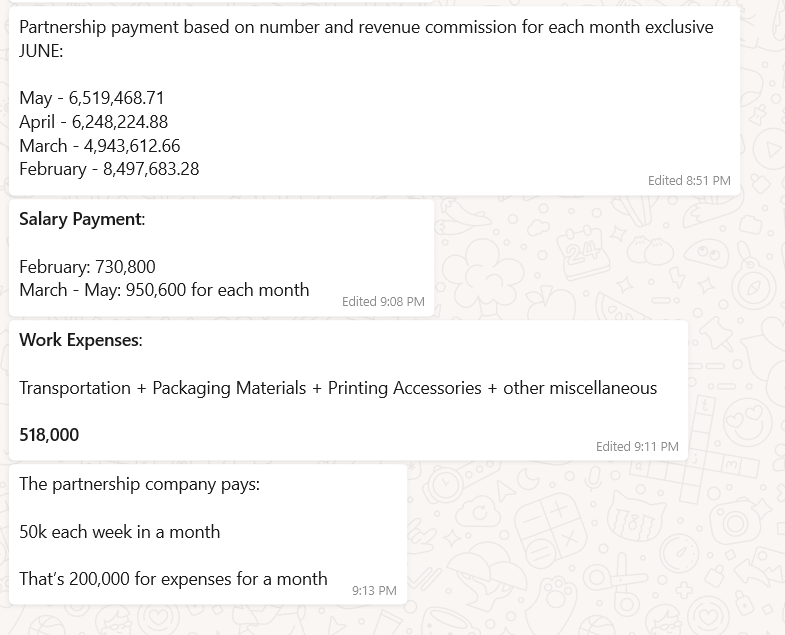 Partnership payment based on number and revenue commission for each month exclusive
JUNE:
May - 6,519,468.71
April - 6,248,224.88
March - 4,943,612.66
February - 8,497,683.28
Edited 8:51 PM
Salary Payment:
February: 730,800
March - May: 950,600 for each month
Edited 9:08 PM
Work Expenses:
Transportation + Packaging Materials + Printing Accessories + other miscellaneous
518,000
Edited 9:11 PM
The partnership company pays:
50k each week in a month
That’s 200,000 for expenses for a month
9:13 PM